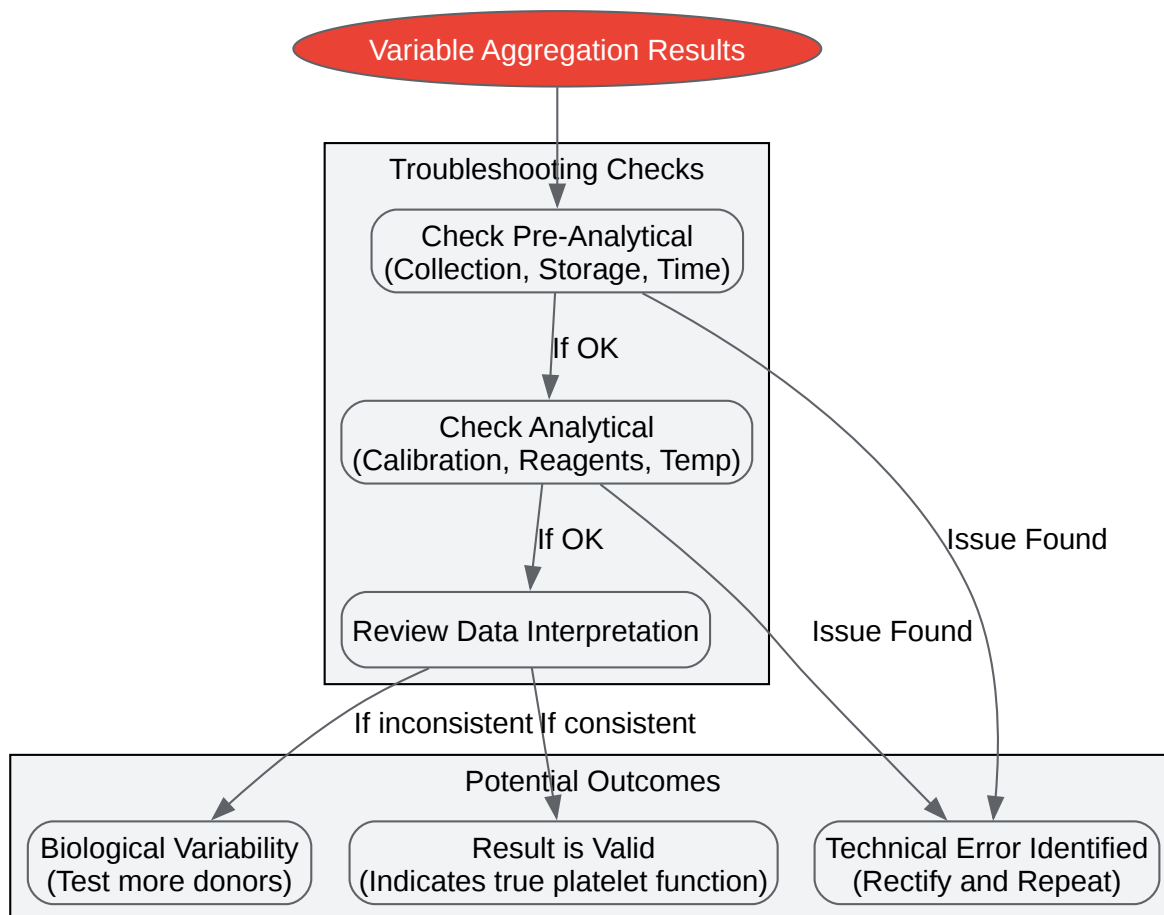 Variable Aggregation Results
Troubleshooting Checks
Check Pre-Analytical
(Collection, Storage, Time)
If OK
Check Analytical
(Calibration, Reagents, Temp)
If OK
Issue Found
Review Data Interpretation
Issue Found
If inconsistent
If consistent
Potential Outcomes
Biological Variability
(Test more donors)
Result is Valid
(Indicates true platelet function)
Technical Error Identified
(Rectify and Repeat)